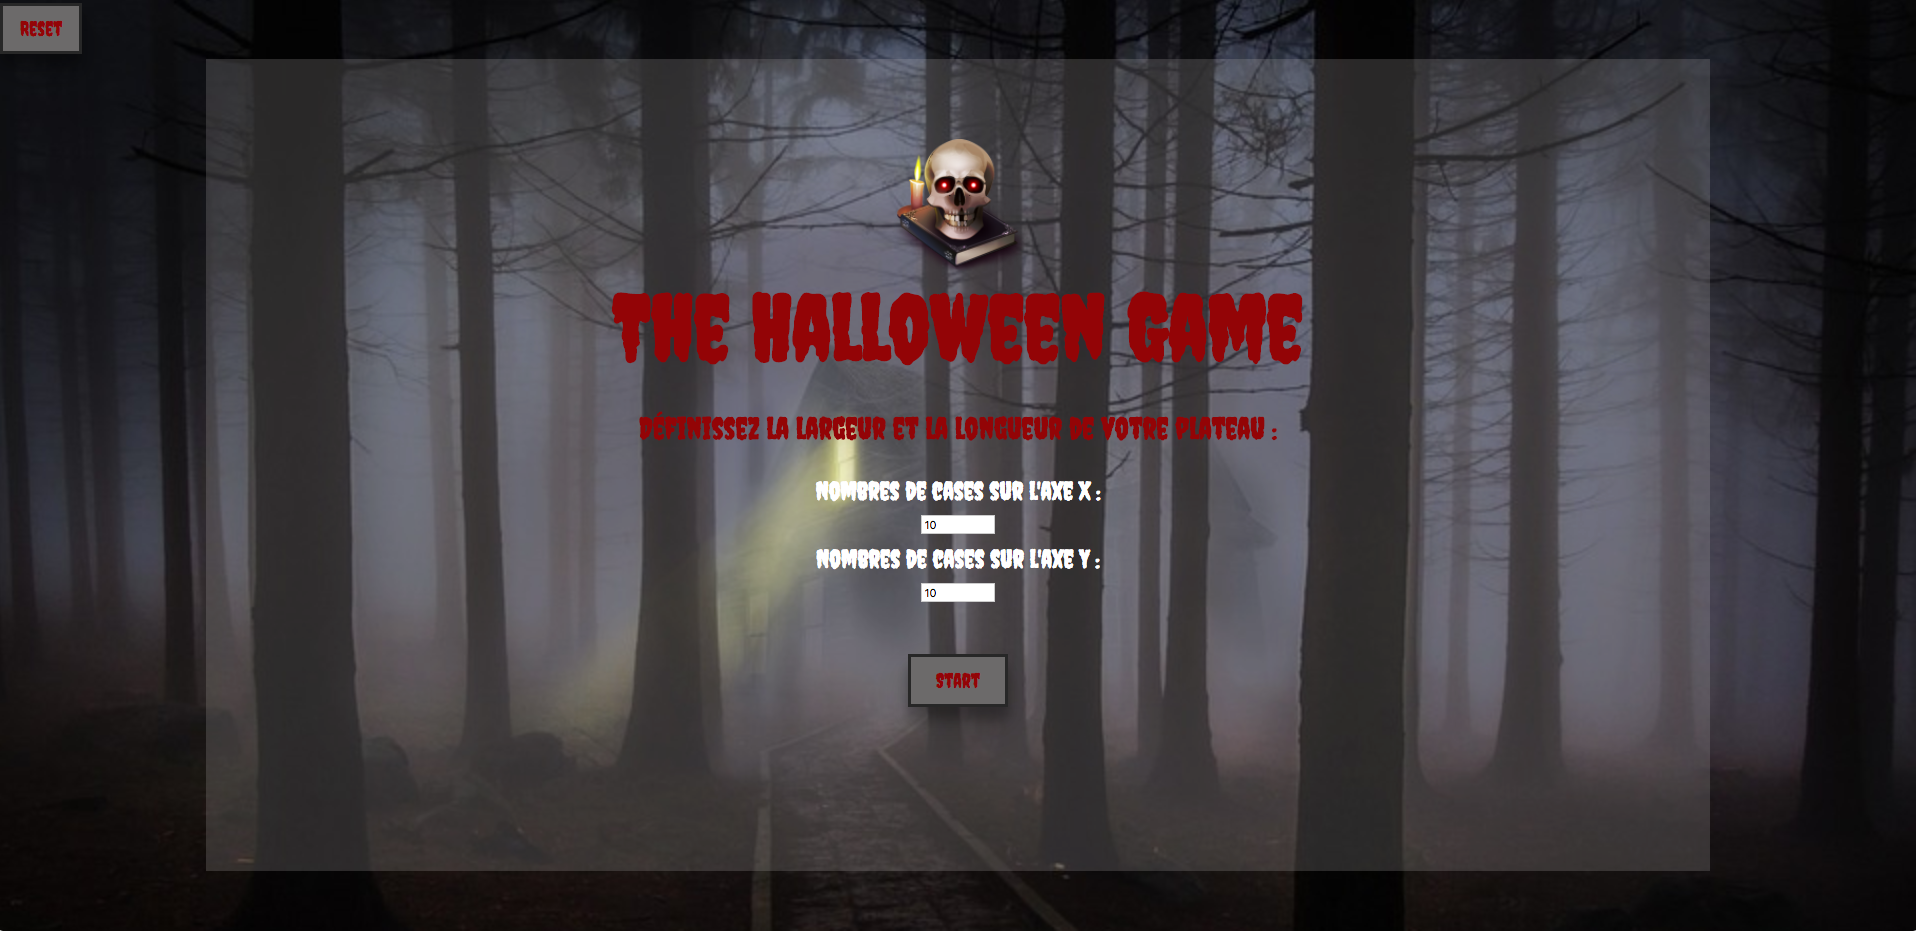 RESET
THE HALLOWEEN GAME
DÉFINISSEZ LA LARGEUR ET LA LONGUEUR DE VOTRE PLATEAU :
NOMBRES DE CASES SUR L'AXE X :
10
NOMBRES DE CASES SUR L'AXE Y :
10
START